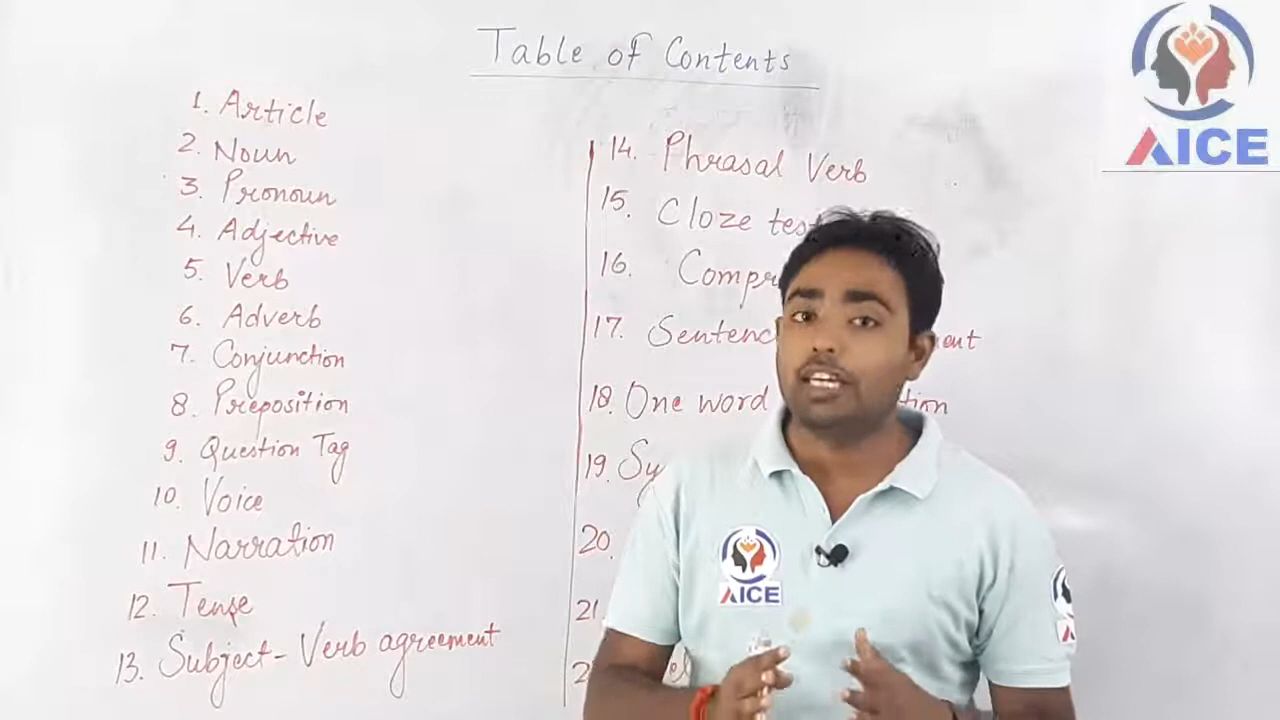 Table of Contents
1. Article
2. Noun
3. Pronoun
4. Adjective
5. Verb
6. Adverb
7. Conjunction
8. Preposition
9. Question Tag
10. Voice
11. Narration
12. Tense
13. Subject-Verb agreement
14. Phrasal Verb
15. Cloze
16.
17.
18. One word
19.
20.
21.
AICE
AICE